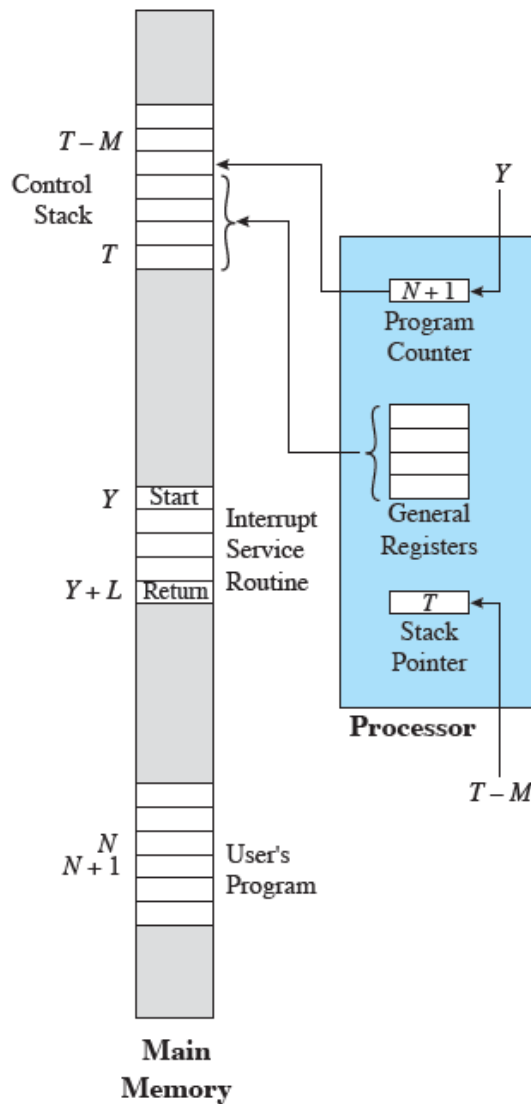 T – M
Control
Stack
T
Y
N + 1
Program
Counter
General
Registers
Y
Start
Interrupt
Service
Routine
Y + L
Return
T
Stack
Pointer
Processor
T – M
N
N + 1
User's
Program
Main
Memory